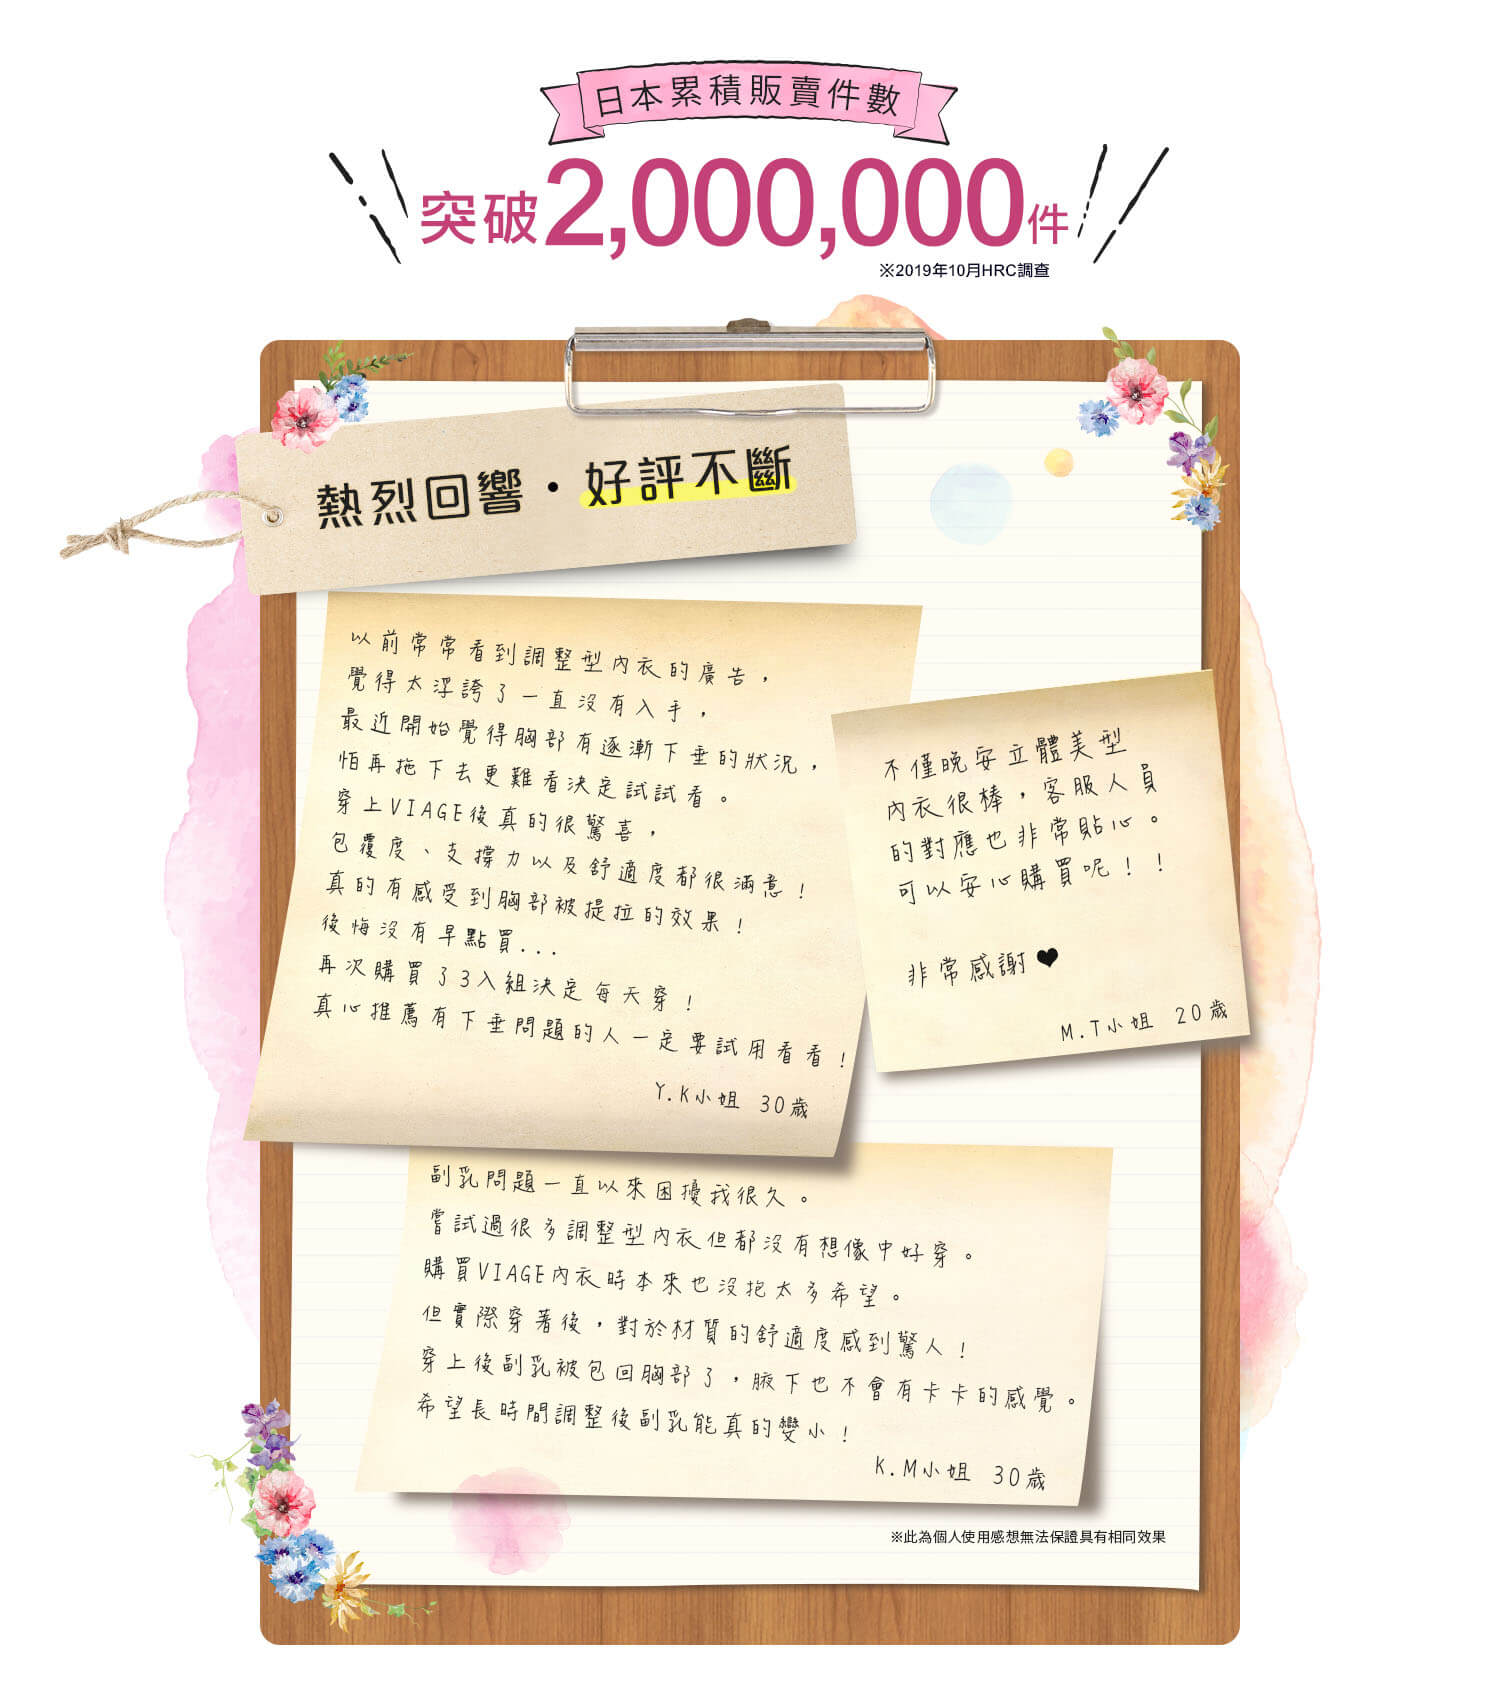 日本累積販賣件數
突破2,000,000件
※2019年10月HRC調查
熱烈回響・好評不斷
以前常常看到調整型內衣的廣告，
覺得太浮誇了一直沒有入手，
最近開始覺得胸部有逐漸下垂的狀況，
怕再拖下去更難看決定試試看。
穿上VIAGE後真的很驚喜，
包覆度、支撐力以及舒適度都很滿意！
真的有感受到胸部被提拉的效果！
後悔沒有早點買...
再次購買了3入組決定每天穿！
真心推薦有下垂問題的人一定要試用看看！
Y.K小姐 30歲
不僅晚安立體美型
內衣很棒，客服人員
的對應也非常貼心。
可以安心購買呢！！
非常感謝♥
M.T小姐 20歲
副乳問題一直以來困擾我很久。
嘗試過很多調整型內衣但都沒有想像中好穿。
購買VIAGE內衣時本來也沒抱太多希望。
但實際穿著後，對於材質的舒適度感到驚人！
穿上後副乳被包回胸部了，腋下也不會有卡卡的感覺。
希望長時間調整後副乳能真的變小！
K.M小姐 30歲
※此為個人使用感想無法保證具有相同效果